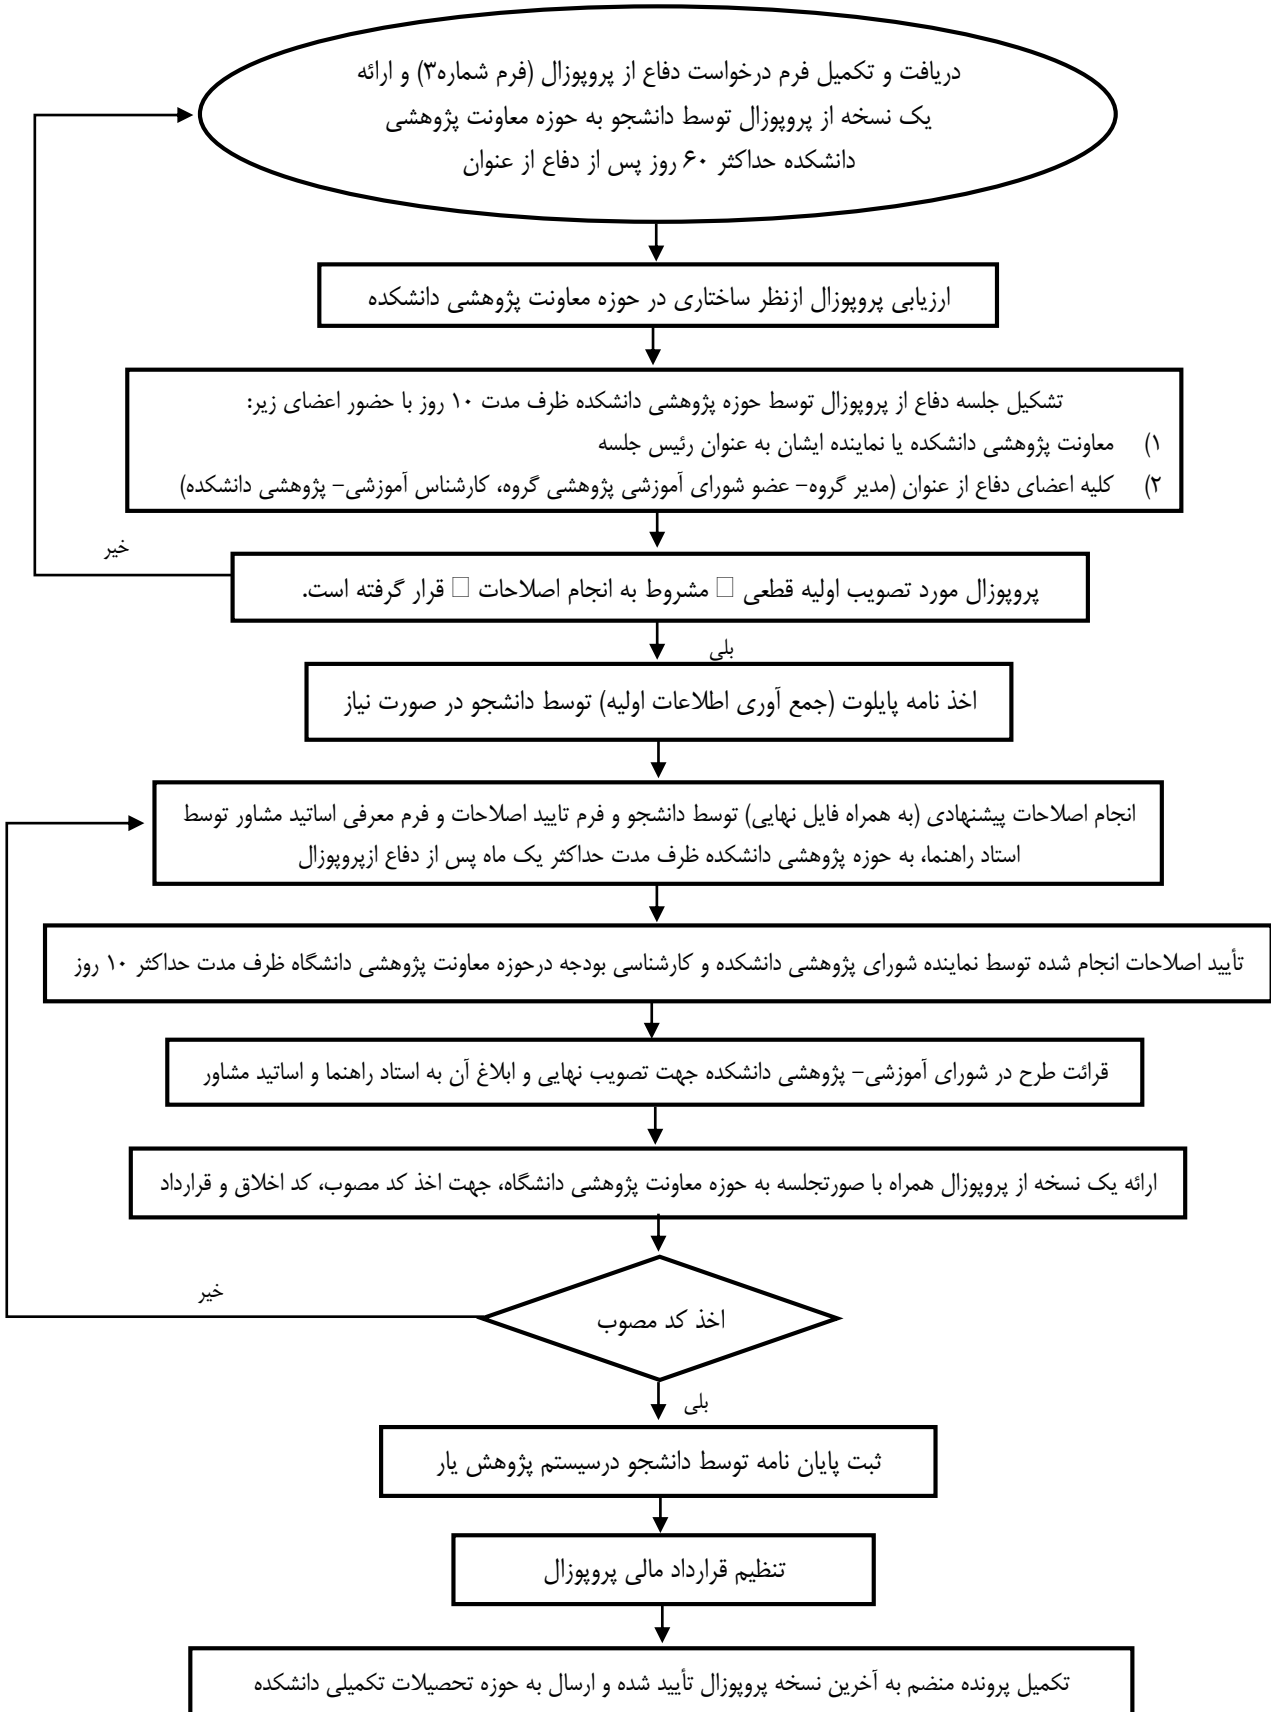 دریافت و تکمیل فرم درخواست دفاع از پروپوزال (فرم شماره۳) و ارائه
یک نسخه از پروپوزال توسط دانشجو به حوزه معاونت پژوهشی
دانشکده حداکثر ۶۰ روز پس از دفاع از عنوان
ارزیابی پروپوزال ازنظر ساختاری در حوزه معاونت پژوهشی دانشکده
تشکیل جلسه دفاع از پروپوزال توسط حوزه پژوهشی دانشکده ظرف مدت ۱۰ روز با حضور اعضای زیر:
۱) معاونت پژوهشی دانشکده یا نماینده ایشان به عنوان رئیس جلسه
۲) کلیه اعضای دفاع از عنوان (مدیر گروه- عضو شورای آموزشی پژوهشی گروه، کارشناس آموزشی- پژوهشی دانشکده)
خیر
پروپوزال مورد تصویب اولیه قطعی □ مشروط به انجام اصلاحات □ قرار گرفته است.
بلی
اخذ نامه پایلوت (جمع آوری اطلاعات اولیه) توسط دانشجو در صورت نیاز
انجام اصلاحات پیشنهادی (به همراه فایل نهایی) توسط دانشجو و فرم تایید اصلاحات و فرم معرفی اساتید مشاور توسط
استاد راهنما، به حوزه پژوهشی دانشکده ظرف مدت حداکثر یک ماه پس از دفاع ازپروپوزال
تأیید اصلاحات انجام شده توسط نماینده شورای پژوهشی دانشکده و کارشناسی بودجه درحوزه معاونت پژوهشی دانشگاه ظرف مدت حداکثر ۱۰ روز
قرائت طرح در شورای آموزشی- پژوهشی دانشکده جهت تصویب نهایی و ابلاغ آن به استاد راهنما و اساتید مشاور
ارائه یک نسخه از پروپوزال همراه با صورتجلسه به حوزه معاونت پژوهشی دانشگاه، جهت اخذ کد مصوب، کد اخلاق و قرارداد
خیر
اخذ کد مصوب
بلی
ثبت پایان نامه توسط دانشجو درسیستم پژوهش یار
تنظیم قرارداد مالی پروپوزال
تکمیل پرونده منضم به آخرین نسخه پروپوزال تأیید شده و ارسال به حوزه تحصیلات تکمیلی دانشکده